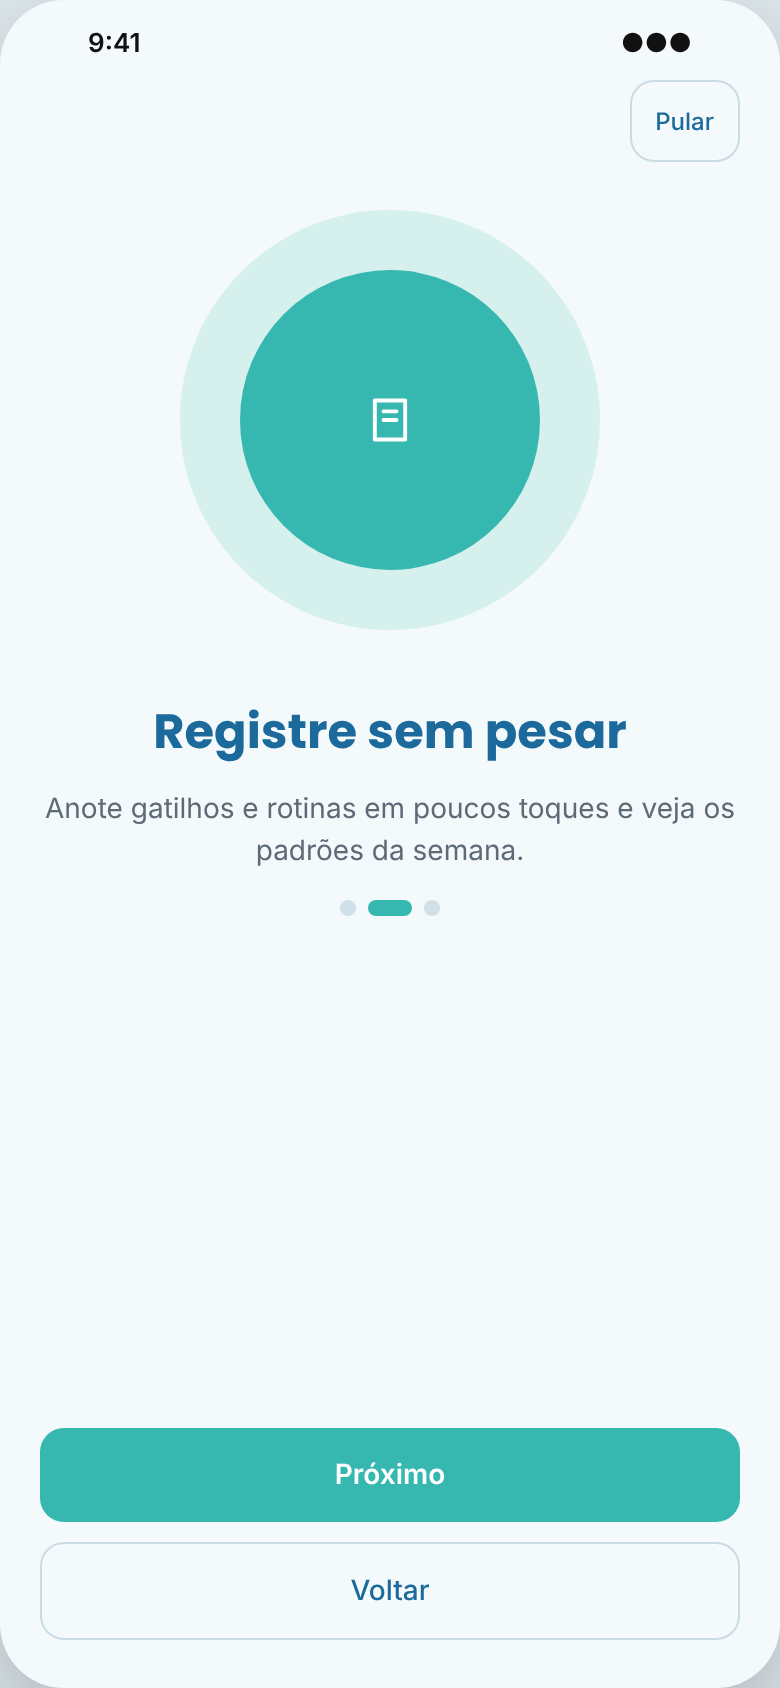 9:41
Pular
Registre sem pesar
Anote gatilhos e rotinas em poucos toques e veja os
padrões da semana.
Próximo
Voltar